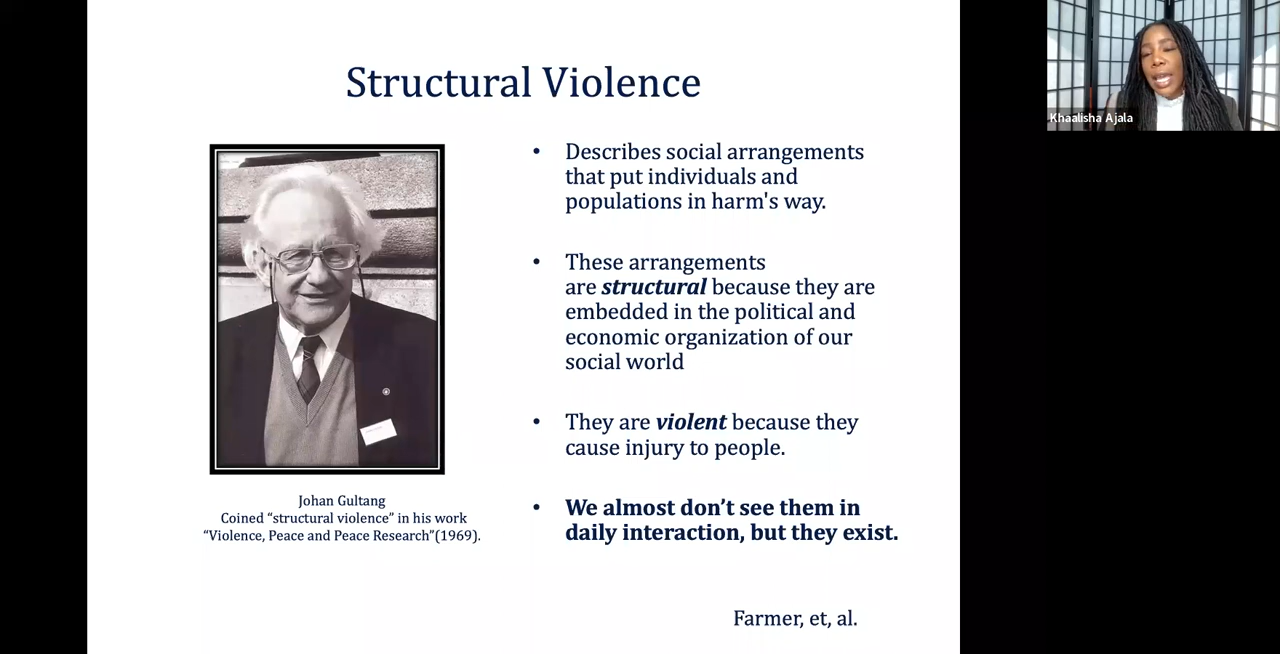 Structural Violence
• Describes social arrangements
that put individuals and
populations in harm's way.
• These arrangements
are structural because they are
embedded in the political and
economic organization of our
social world
• They are violent because they
cause injury to people.
• We almost don’t see them in
daily interaction, but they exist.
Johan Gultang
Coined “structural violence” in his work
“Violence, Peace and Peace Research”(1969).
Farmer, et, al.
Khaalisha Ajala